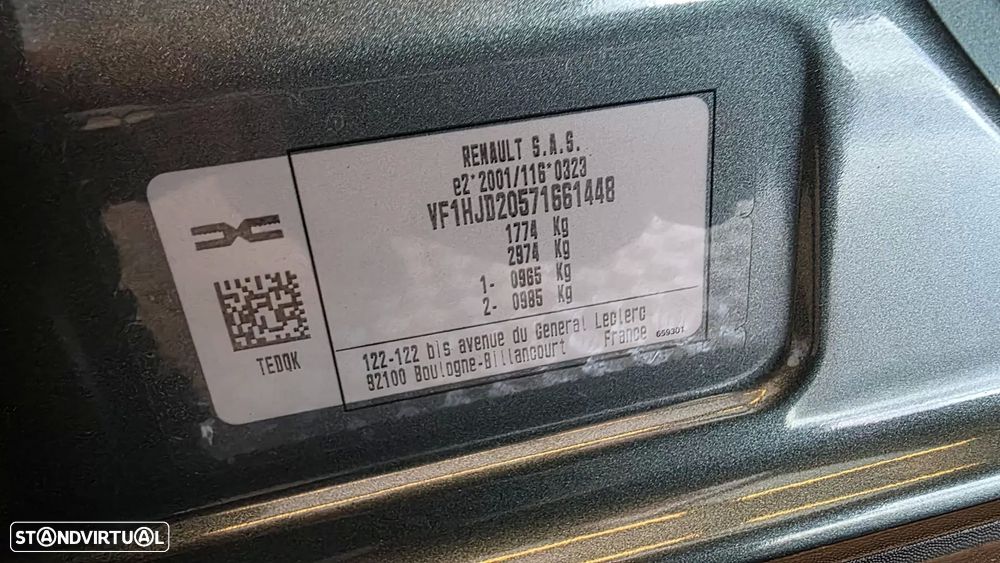 RENAULT S.A.S.
e2*2001/116*0323
VF1HJD20571661448
1774 Kg
2974 Kg
1- 0965 Kg
2- 0985 Kg
TEDQK
122-122 bis avenue du General Leclerc
92100 Boulogne-Billancourt France
659301
STANDVIRTUAL